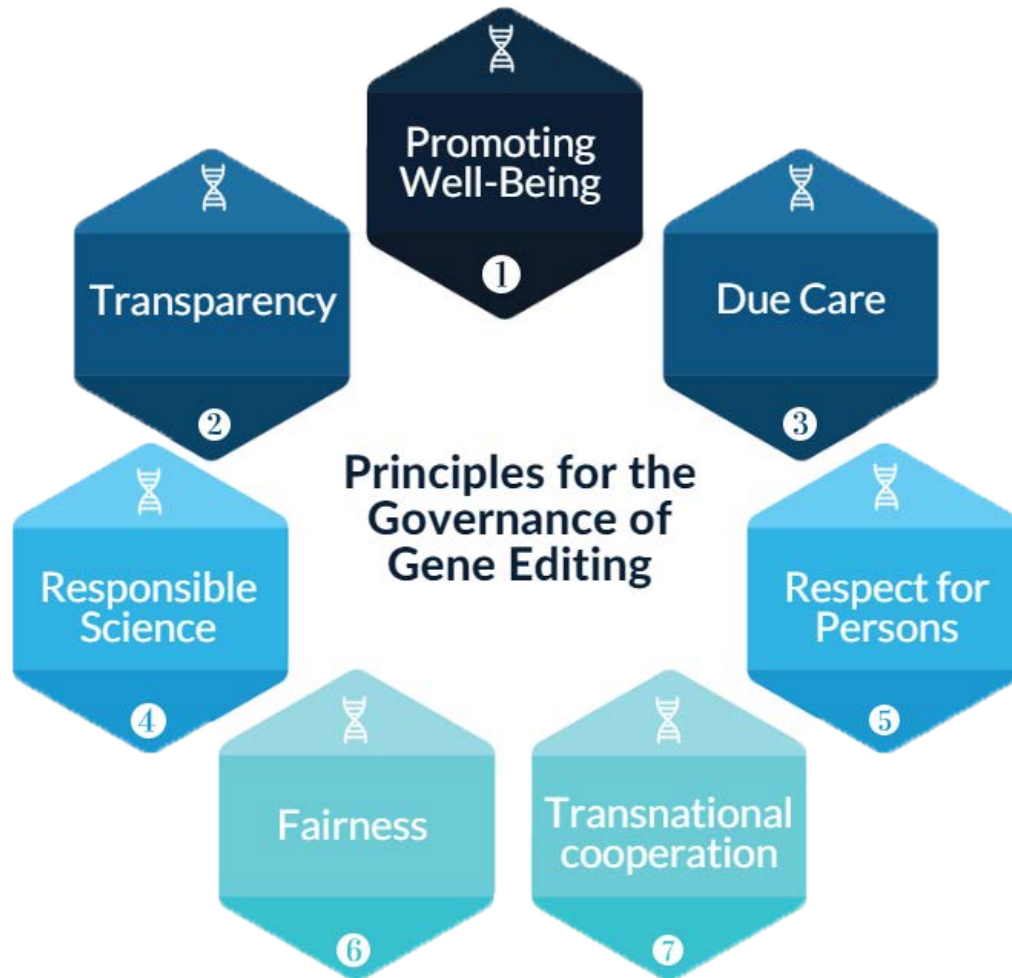 Promoting
Well-Being
1
Transparency
2
Due Care
3
Principles for the
Governance of
Gene Editing
Responsible
Science
4
Respect for
Persons
5
Fairness
6
Transnational
cooperation
7